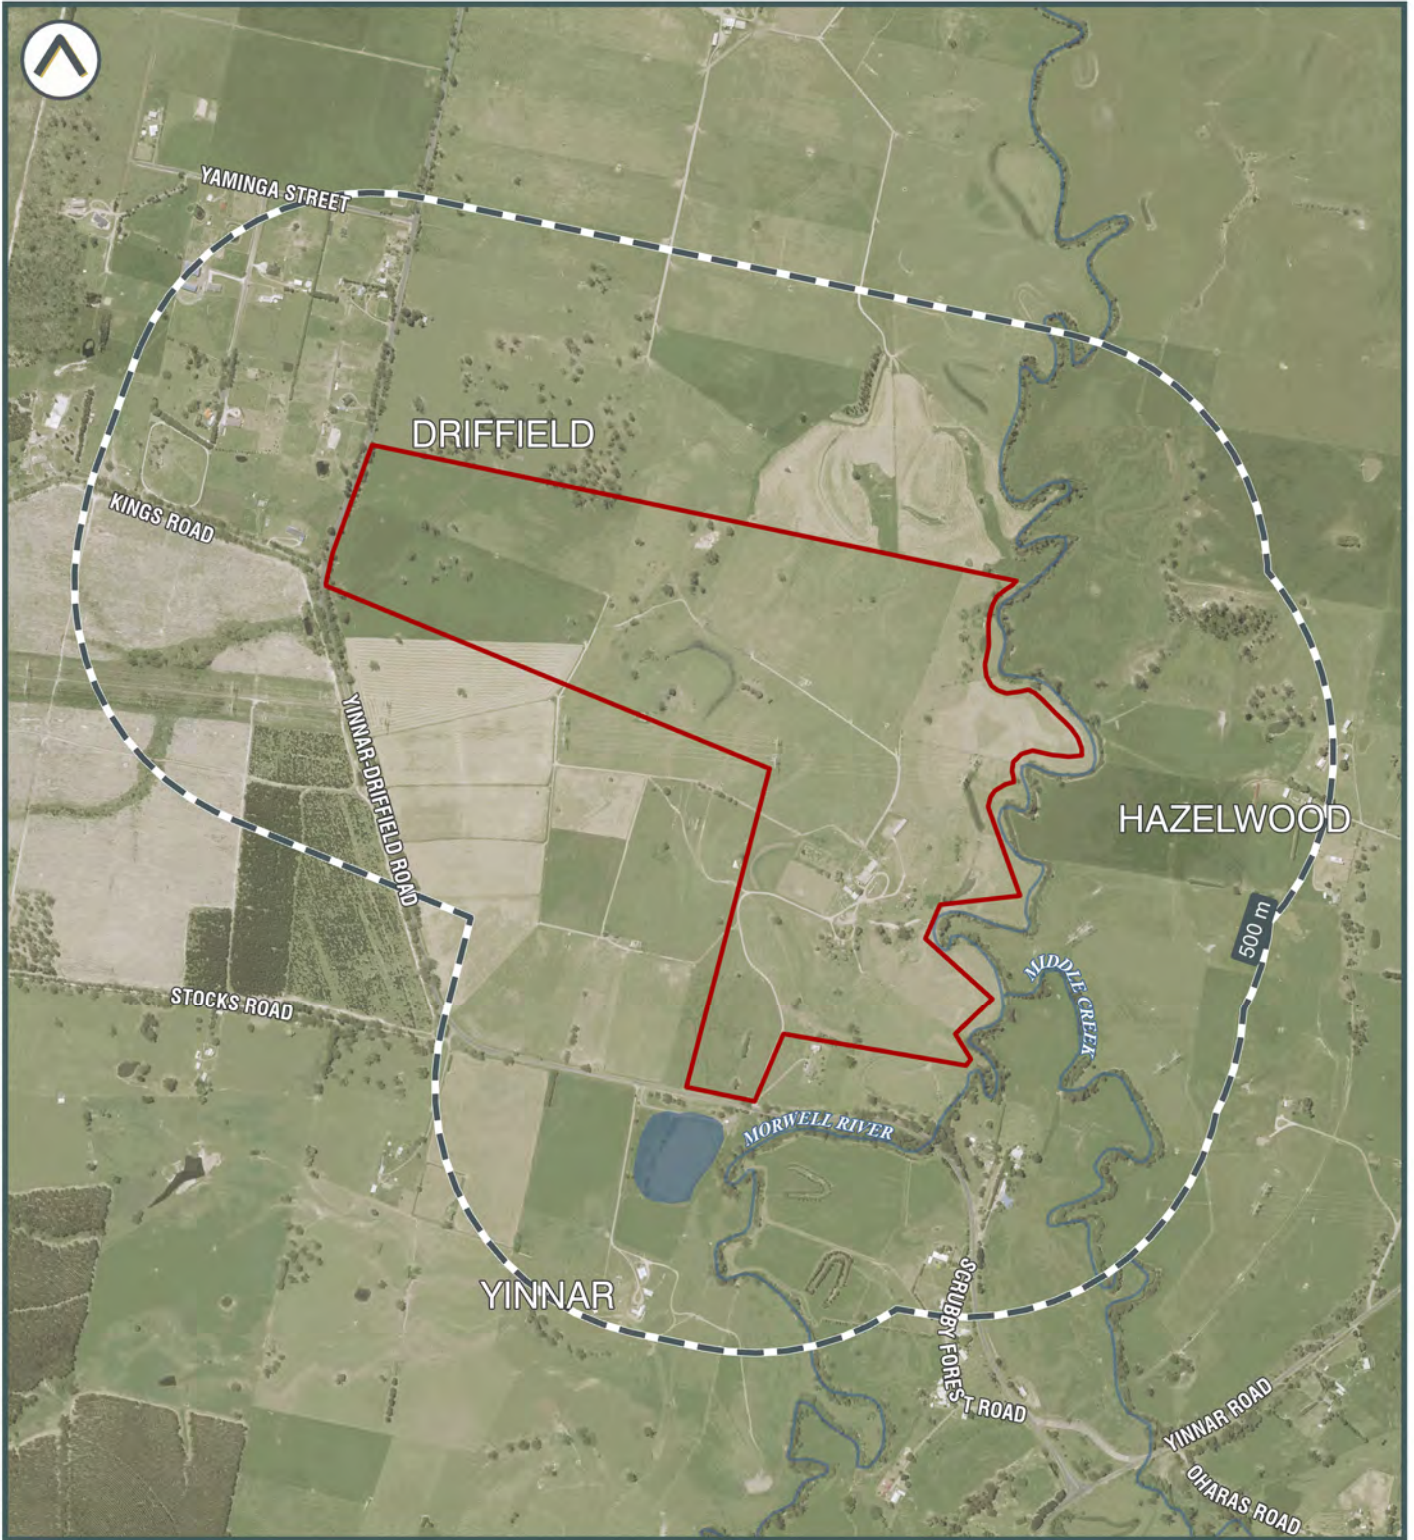 YAMINGA STREET
DRIFFIELD
KINGS ROAD
YINNAR-DRIFFIELD ROAD
HAZELWOOD
500 m
MIDDLE CREEK
STOCKS ROAD
MORWELL RIVER
YINNAR
SCRUBBY FOREST ROAD
YINNAR ROAD
OHARAS ROAD